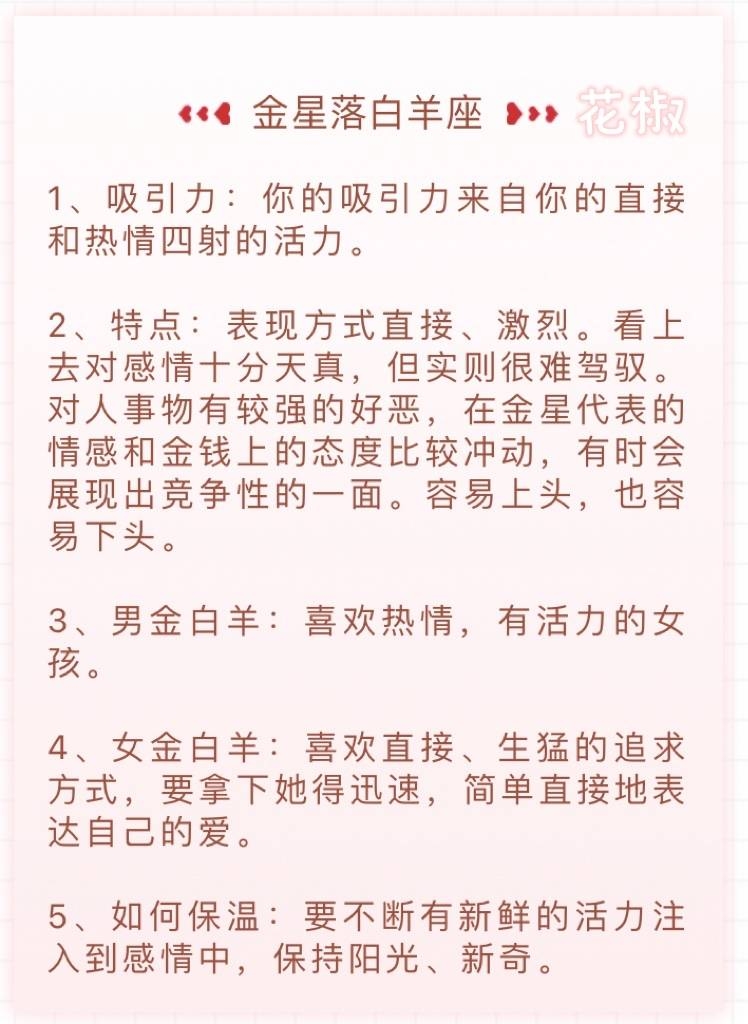 金星落白羊座 花椒
1、吸引力：你的吸引力来自你的直接
和热情四射的活力。
2、特点：表现方式直接、激烈。看上
去对感情十分天真，但实则很难驾驭。
对人事物有较强的好恶，在金星代表的
情感和金钱上的态度比较冲动，有时会
展现出竞争性的一面。容易上头，也容
易下头。
3、男金白羊：喜欢热情，有活力的女
孩。
4、女金白羊：喜欢直接、生猛的追求
方式，要拿下她得迅速，简单直接地表
达自己的爱。
5、如何保温：要不断有新鲜的活力注
入到感情中，保持阳光、新奇。